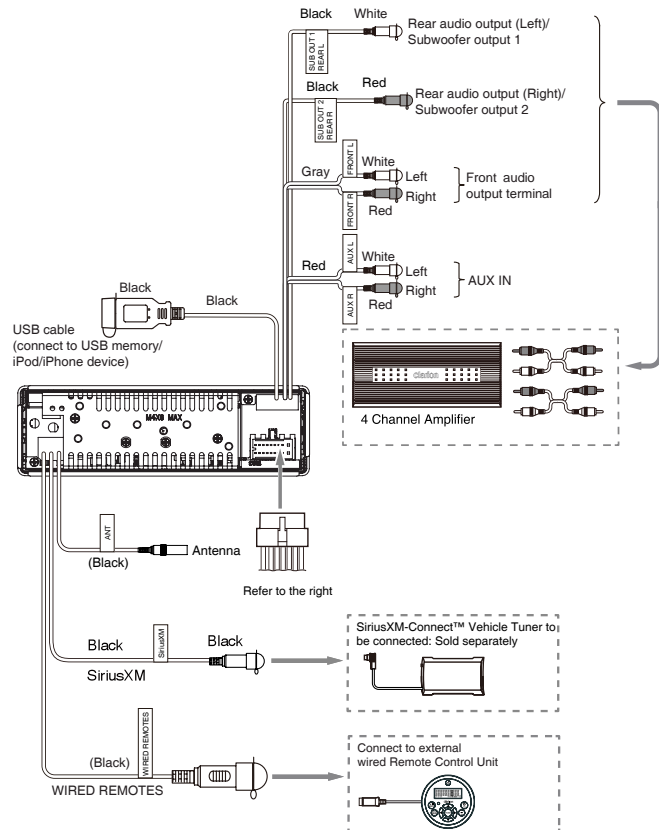 Black White
Rear audio output (Left)/
Subwoofer output 1
SUB OUT 1
REAR L
Black Red
Rear audio output (Right)/
Subwoofer output 2
SUB OUT 2
REAR R
Gray
FRONT L
White
Left
Right
Red
FRONT R
Front audio
output terminal
Red
AUX L
White
Left
Right
Red
AUX R
AUX IN
Black
Black
USB cable
(connect to USB memory/
iPod/iPhone device)
clarion
4 Channel Amplifier
M4X8 MAX
ANT
(Black)
Antenna
Refer to the right
Black
SiriusXM
Black
SiriusXM
SiriusXM-Connect™ Vehicle Tuner to
be connected: Sold separately
(Black)
WIRED REMOTES
WIRED REMOTES
Connect to external
wired Remote Control Unit